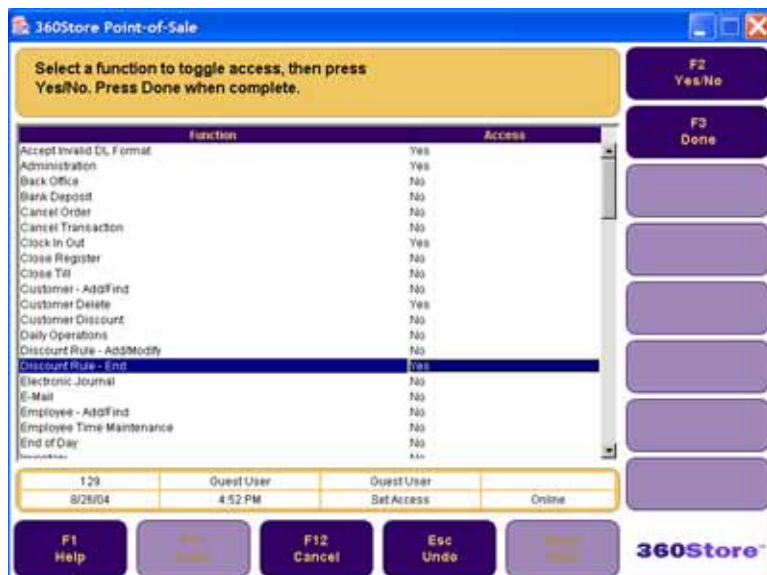 360Store Point-of-Sale
Select a function to toggle access, then press
Yes/No. Press Done when complete.
F2
Yes/No
F3
Done
Function Access
Accept Invalid DL Format Yes
Administration Yes
Back Office No
Bank Deposit No
Cancel Order No
Cancel Transaction No
Clock In Out Yes
Close Register No
Close Till No
Customer - Add/Find No
Customer Delete Yes
Customer Discount No
Daily Operations No
Discount Rule - Add/Modify No
Discount Rule - End Yes
Electronic Journal No
E-Mail No
Employee - Add/Find No
Employee Time Maintenance No
End of Day No
129 Guest User Guest User
8/28/04 4:52 PM Set Access Online
F1
Help
F12
Cancel
Esc
Undo
360Store